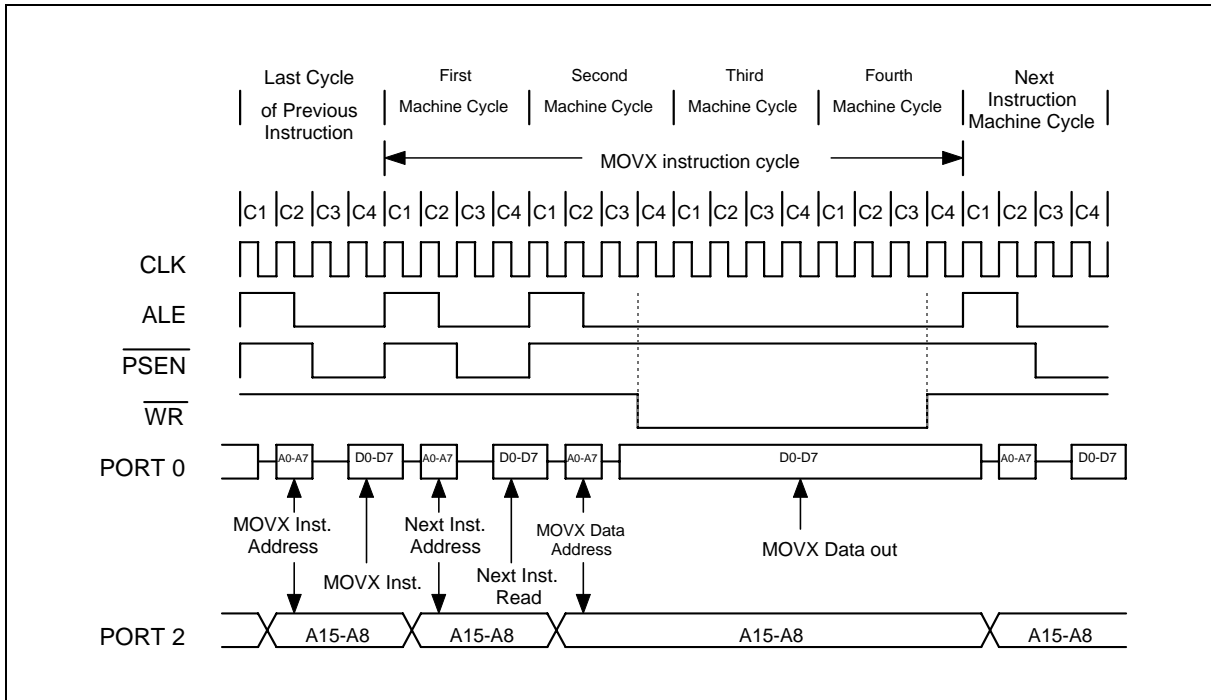 Last Cycle
of Previous
Instruction
First
Machine Cycle
Second
Machine Cycle
Third
Machine Cycle
Fourth
Machine Cycle
Next
Instruction
Machine Cycle
MOVX instruction cycle
C1 C2 C3 C4 C1 C2 C3 C4 C1 C2 C3 C4 C1 C2 C3 C4 C1 C2 C3 C4 C1 C2 C3 C4
CLK
ALE
PSEN
WR
PORT 0
A0-A7 D0-D7 A0-A7 D0-D7 A0-A7 D0-D7 A0-A7 D0-D7
MOVX Inst.
Address
MOVX Inst.
Next Inst.
Address
Next Inst.
Read
MOVX Data
Address
MOVX Data out
PORT 2
A15-A8 A15-A8 A15-A8 A15-A8